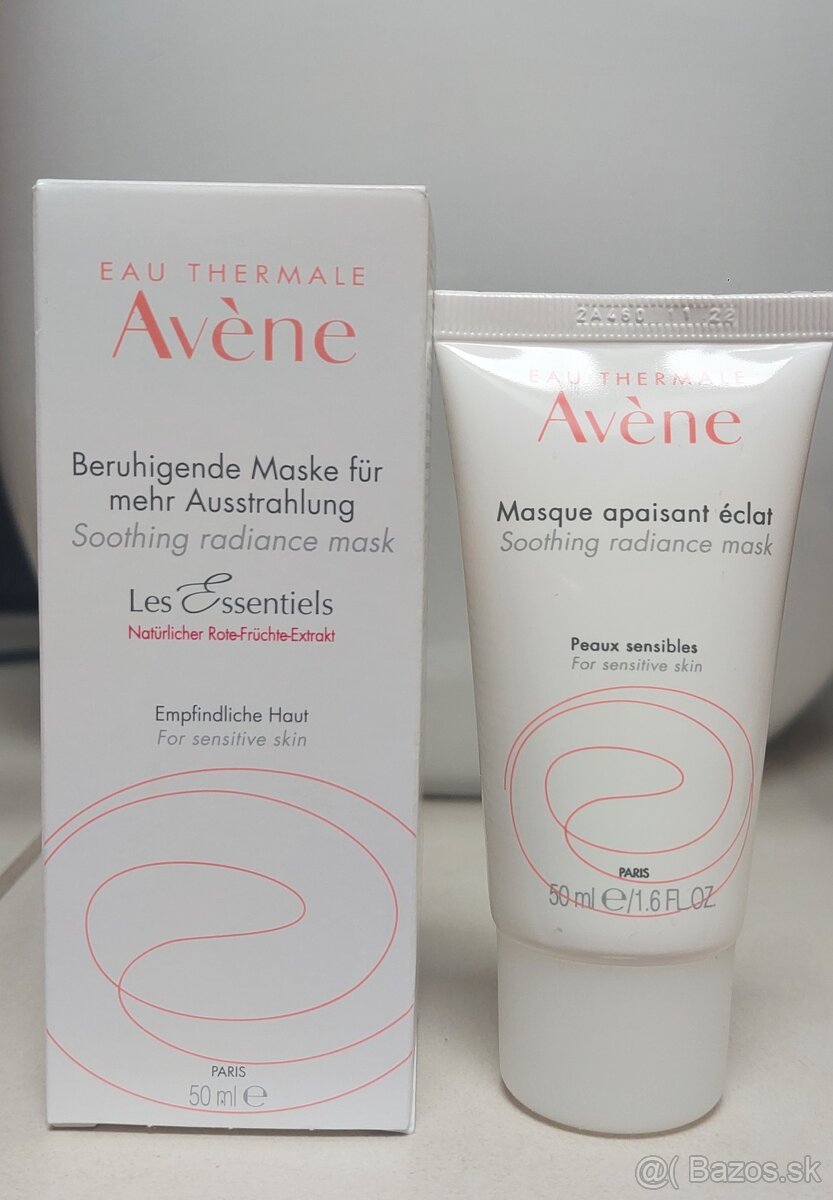 EAU THERMALE
Avène
Beruhigende Maske für
mehr Ausstrahlung
Soothing radiance mask
Les Essentiels
Natürlicher Rote-Früchte-Extrakt
Empfindliche Haut
For sensitive skin
PARIS
50 ml e
2A460 11 22
EAU THERMALE
Avène
Masque apaisant éclat
Soothing radiance mask
Peaux sensibles
For sensitive skin
PARIS
50 ml e/1.6 FL.OZ.
@( Bazos.sk